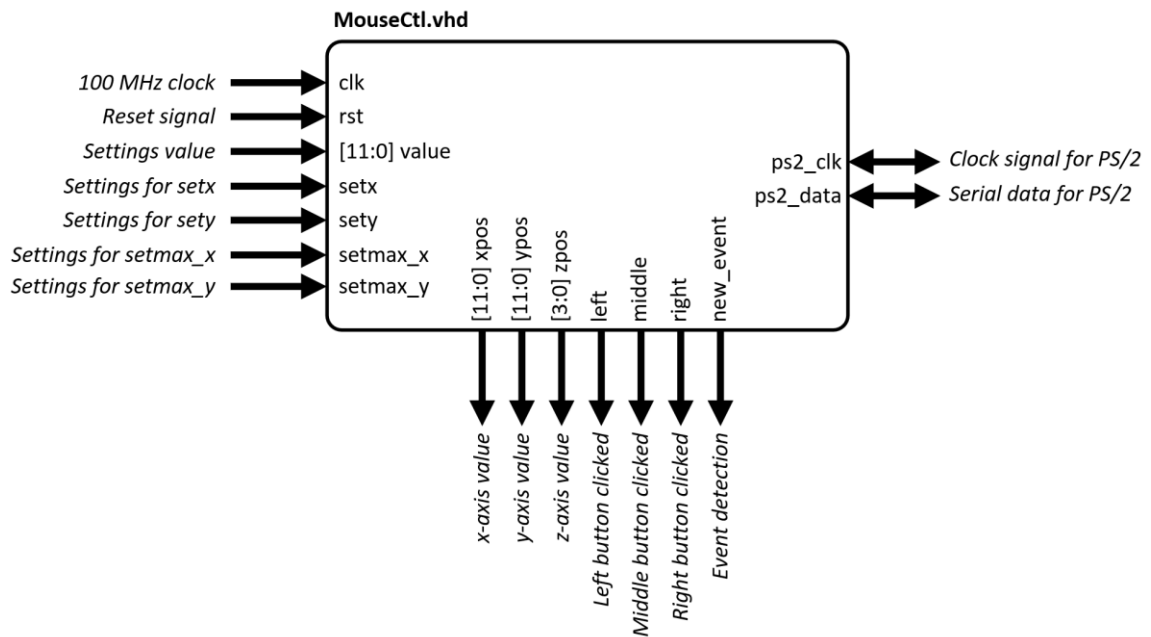 MouseCtl.vhd
100 MHz clock
clk
Reset signal
rst
Settings value
[11:0] value
Settings for setx
setx
Settings for sety
sety
Settings for setmax_x
setmax_x
Settings for setmax_y
setmax_y
ps2_clk
Clock signal for PS/2
ps2_data
Serial data for PS/2
[11:0] xpos
[11:0] ypos
[3:0] zpos
left
middle
right
new_event
x-axis value
y-axis value
z-axis value
Left button clicked
Middle button clicked
Right button clicked
Event detection